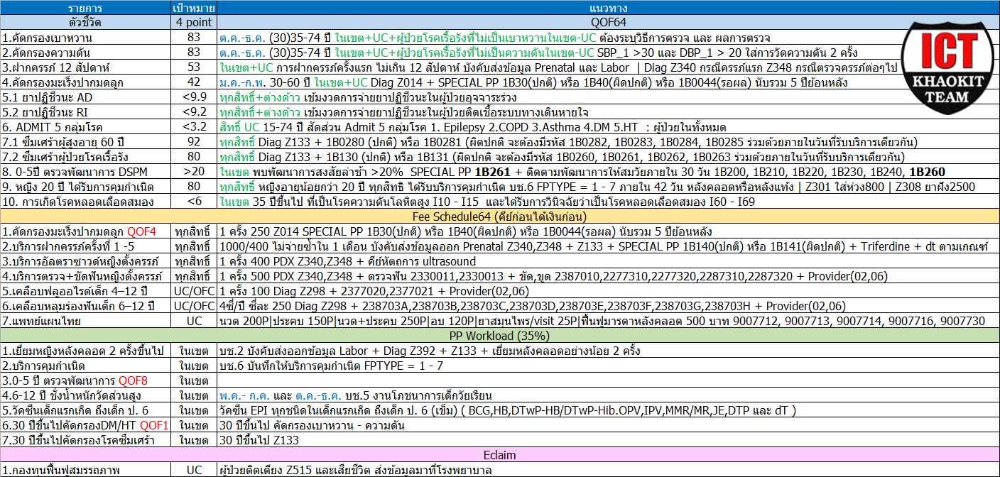 รายการ เป้าหมาย แนวทาง
ตัวชี้วัด 4 point QOF64
1.คัดกรองเบาหวาน 83 ต.ค.-ธ.ค. (30)35-74 ปี ในเขต+UC+ผู้ป่วยโรคเรื้อรังที่ไม่เป็นเบาหวานในเขต-UC ต้องระบุวิธีการตรวจ และ ผลการตรวจ
2.คัดกรองความดัน 83 ต.ค.-ธ.ค. (30)35-74 ปี ในเขต+UC+ผู้ป่วยโรคเรื้อรังที่ไม่เป็นความดันในเขต-UC SBP_1 >30 และ DBP_1 > 20 ใส่การวัดความดัน 2 ครั้ง
3.ฝากครรภ์ 12 สัปดาห์ 53 ในเขต+UC การฝากครรภ์ครั้งแรก ไม่เกิน 12 สัปดาห์ บังคับส่งข้อมูล Prenatal และ Labor | Diag Z340 กรณีครรภ์แรก Z348 กรณีตรวจครรภ์ต่อๆไป
4.คัดกรองมะเร็งปากมดลูก 42 ม.ค.-ก.พ. 30-60 ปี ในเขต+UC Diag Z014 + SPECIAL PP 1B30(ปกติ) หรือ 1B40(ผิดปกติ) หรือ 1B0044(รอผล) นับรวม 5 ปีย้อนหลัง
5.1 ยาปฏิชีวนะ AD <9.9 ทุกสิทธิ์+ต่างด้าว เข้มงวดการจ่ายยาปฏิชีวนะในผู้ป่วยอุจจาระร่วง
5.2 ยาปฏิชีวนะ RI <9.2 ทุกสิทธิ์+ต่างด้าว เข้มงวดการจ่ายยาปฏิชีวนะในผู้ป่วยติดเชื้อระบบทางเดินหายใจ
6. ADMIT 5 กลุ่มโรค <3.2 สิทธิ์ UC 15-74 ปี สัดส่วน Admit 5 กลุ่มโรค 1. Epilepsy 2.COPD 3.Asthma 4.DM 5.HT : ผู้ป่วยในทั้งหมด
7.1 ซึมเศร้าผู้สูงอายุ 60 ปี 92 ทุกสิทธิ์ Diag Z133 + 1B0280 (ปกติ) หรือ 1B0281 (ผิดปกติ จะต้องมีรหัส 1B0282, 1B0283, 1B0284, 1B0285 ร่วมด้วยภายในวันที่รับบริการเดียวกัน)
7.2 ซึมเศร้าผู้ป่วยโรคเรื้อรัง 80 ทุกสิทธิ์ Diag Z133 + 1B130 (ปกติ) หรือ 1B131 (ผิดปกติ จะต้องมีรหัส 1B0260, 1B0261, 1B0262, 1B0263 ร่วมด้วยภายในวันที่รับบริการเดียวกัน)
8. 0-5ปี ตรวจพัฒนาการ DSPM >20 ในเขต พบพัฒนาการสงสัยล่าช้า >20% SPECIAL PP 1B261 + ติดตามพัฒนาการให้สมวัยภายใน 30 วัน 1B200, 1B210, 1B220, 1B230, 1B240, 1B260
9. หญิง 20 ปี ได้รับการคุมกำเนิด 80 ทุกสิทธิ์ หญิงอายุน้อยกว่า 20 ปี ทุกสิทธิ ได้รับบริการคุมกำเนิด บช.6 FPTYPE = 1 - 7 ภายใน 42 วัน หลังคลอดหรือหลังแท้ง | Z301 ใส่ห่วง800 | Z308 ยาฝัง2500
10. การเกิดโรคหลอดเลือดสมอง <6 ในเขต 35 ปีขึ้นไป ที่เป็นโรคความดันโลหิตสูง I10 - I15 และได้รับการวินิจฉัยว่าเป็นโรคหลอดเลือดสมอง I60 - I69
ICT
KHAOKIT
TEAM
Fee Schedule64 (คีย์ก่อนได้เงินก่อน)
1.คัดกรองมะเร็งปากมดลูก QOF4 ทุกสิทธิ์ 1 ครั้ง 250 Z014 SPECIAL PP 1B30(ปกติ) หรือ 1B40(ผิดปกติ) หรือ 1B0044(รอผล) นับรวม 5 ปีย้อนหลัง
2.บริการฝากครรภ์ครั้งที่ 1 -5 ทุกสิทธิ์ 1000/400 ไม่จ่ายซ้ำใน 1 เดือน บังคับส่งข้อมูลออก Prenatal Z340,Z348 + Z133 + SPECIAL PP 1B140(ปกติ) หรือ 1B141(ผิดปกติ) + Triferdine + dt ตามเกณฑ์
3.บริการอัลตราซาวด์หญิงตั้งครรภ์ ทุกสิทธิ์ 1 ครั้ง 400 PDX Z340,Z348 + คีย์หัตถการ ultrasound
4.บริการตรวจ+ขัดฟันหญิงตั้งครรภ์ ทุกสิทธิ์ 1 ครั้ง 500 PDX Z340,Z348 + ตรวจฟัน 2330011,2330013 + ขัด,ขูด 2387010,2277310,2277320,2287310,2287320 + Provider(02,06)
5.เคลือบฟลูออไรด์เด็ก 4–12 ปี UC/OFC 1 ครั้ง 100 Diag Z298 + 2377020,2377021 + Provider(02,06)
6.เคลือบหลุมร่องฟันเด็ก 6–12 ปี UC/OFC 4ซี่/ปี ซี่ละ 250 Diag Z298 + 238703A,238703B,238703C,238703D,238703E,238703F,238703G,238703H + Provider(02,06)
7.แพทย์แผนไทย UC นวด 200P|ประคบ 150P|นวด+ประคบ 250P|อบ 120P|ยาสมุนไพร/visit 25P|ฟื้นฟูมารดาหลังคลอด 500 บาท 9007712, 9007713, 9007714, 9007716, 9007730
PP Workload (35%)
1.เยี่ยมหญิงหลังคลอด 2 ครั้งขึ้นไป ในเขต บช.2 บังคับส่งออกข้อมูล Labor + Diag Z392 + Z133 + เยี่ยมหลังคลอดอย่างน้อย 2 ครั้ง
2.บริการคุมกำเนิด ในเขต บช.6 บันทึกให้บริการคุมกำเนิด FPTYPE = 1 - 7
3.0-5 ปี ตรวจพัฒนาการ QOF8 ในเขต
4.6-12 ปี ชั่งน้ำหนักวัดส่วนสูง ในเขต พ.ค.- ก.ค. และ ต.ค.-ธ.ค. บช.5 งานโภชนาการเด็กวัยเรียน
5.วัคซีนเด็กแรกเกิด ถึงเด็ก ป. 6 ในเขต วัคซีน EPI ทุกชนิดในเด็กแรกเกิด ถึงเด็ก ป. 6 (เข็ม) ( BCG,HB,DTwP-HB/DTwP-Hib.OPV,IPV,MMR/MR,JE,DTP และ dT )
6.30 ปีขึ้นไปคัดกรองDM/HT QOF1 ในเขต 30 ปีขึ้นไป คัดกรองเบาหวาน - ความดัน
7.30 ปีขึ้นไปคัดกรองโรคซึมเศร้า ในเขต 30 ปีขึ้นไป Z133
Eclaim
1.กองทุนฟื้นฟูสมรรถภาพ UC ผู้ป่วยติดเตียง Z515 และเสียชีวิต ส่งข้อมูลมาที่โรงพยาบาล